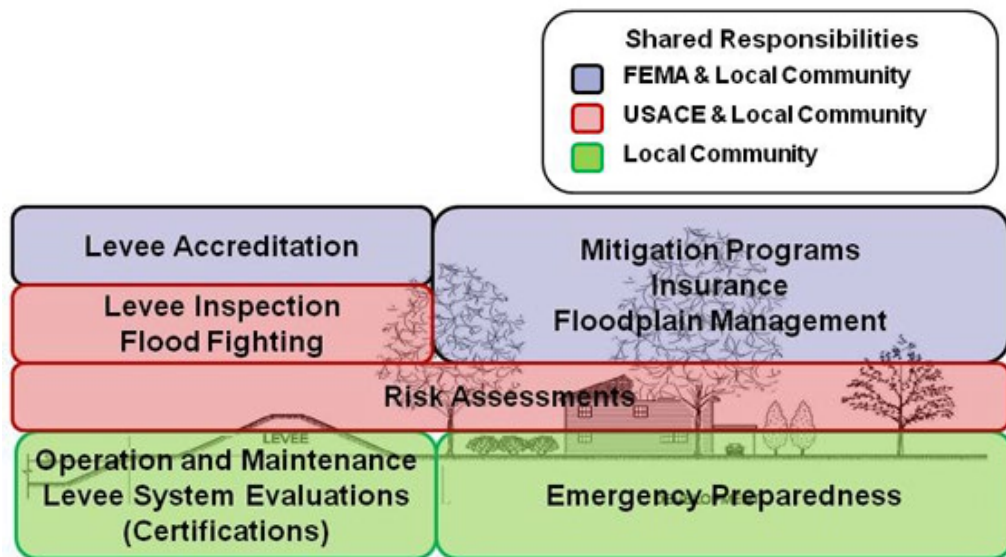 Shared Responsibilities
FEMA & Local Community
USACE & Local Community
Local Community
Levee Accreditation
Mitigation Programs
Insurance
Floodplain Management
Levee Inspection
Flood Fighting
Risk Assessments
LEVEE
Operation and Maintenance
Levee System Evaluations
(Certifications)
Emergency Preparedness